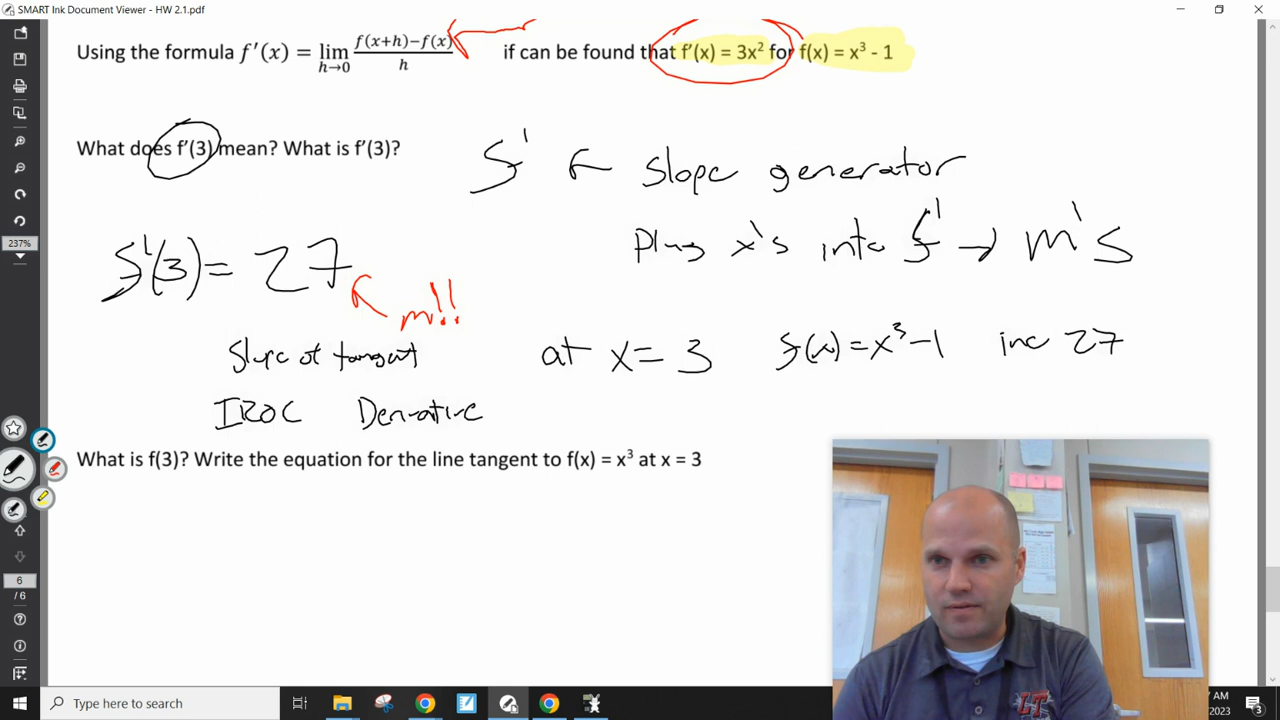 SMART Ink Document Viewer - HW 2.1.pdf
Using the formula f'(x) = lim h→0 f(x+h)−f(x) / h if can be found that f'(x) = 3x² for f(x) = x³ - 1
What does f'(3) mean? What is f'(3)?
f' ← slope generator
Plug x's into f' → m's
f'(3) = 27
m!!
Slope of tangent at x = 3 f(x) = x³ − 1 inc 27
IROC Derivative
What is f(3)? Write the equation for the line tangent to f(x) = x³ at x = 3
237%
6
/ 6
LT
Type here to search
AM
/2023
3